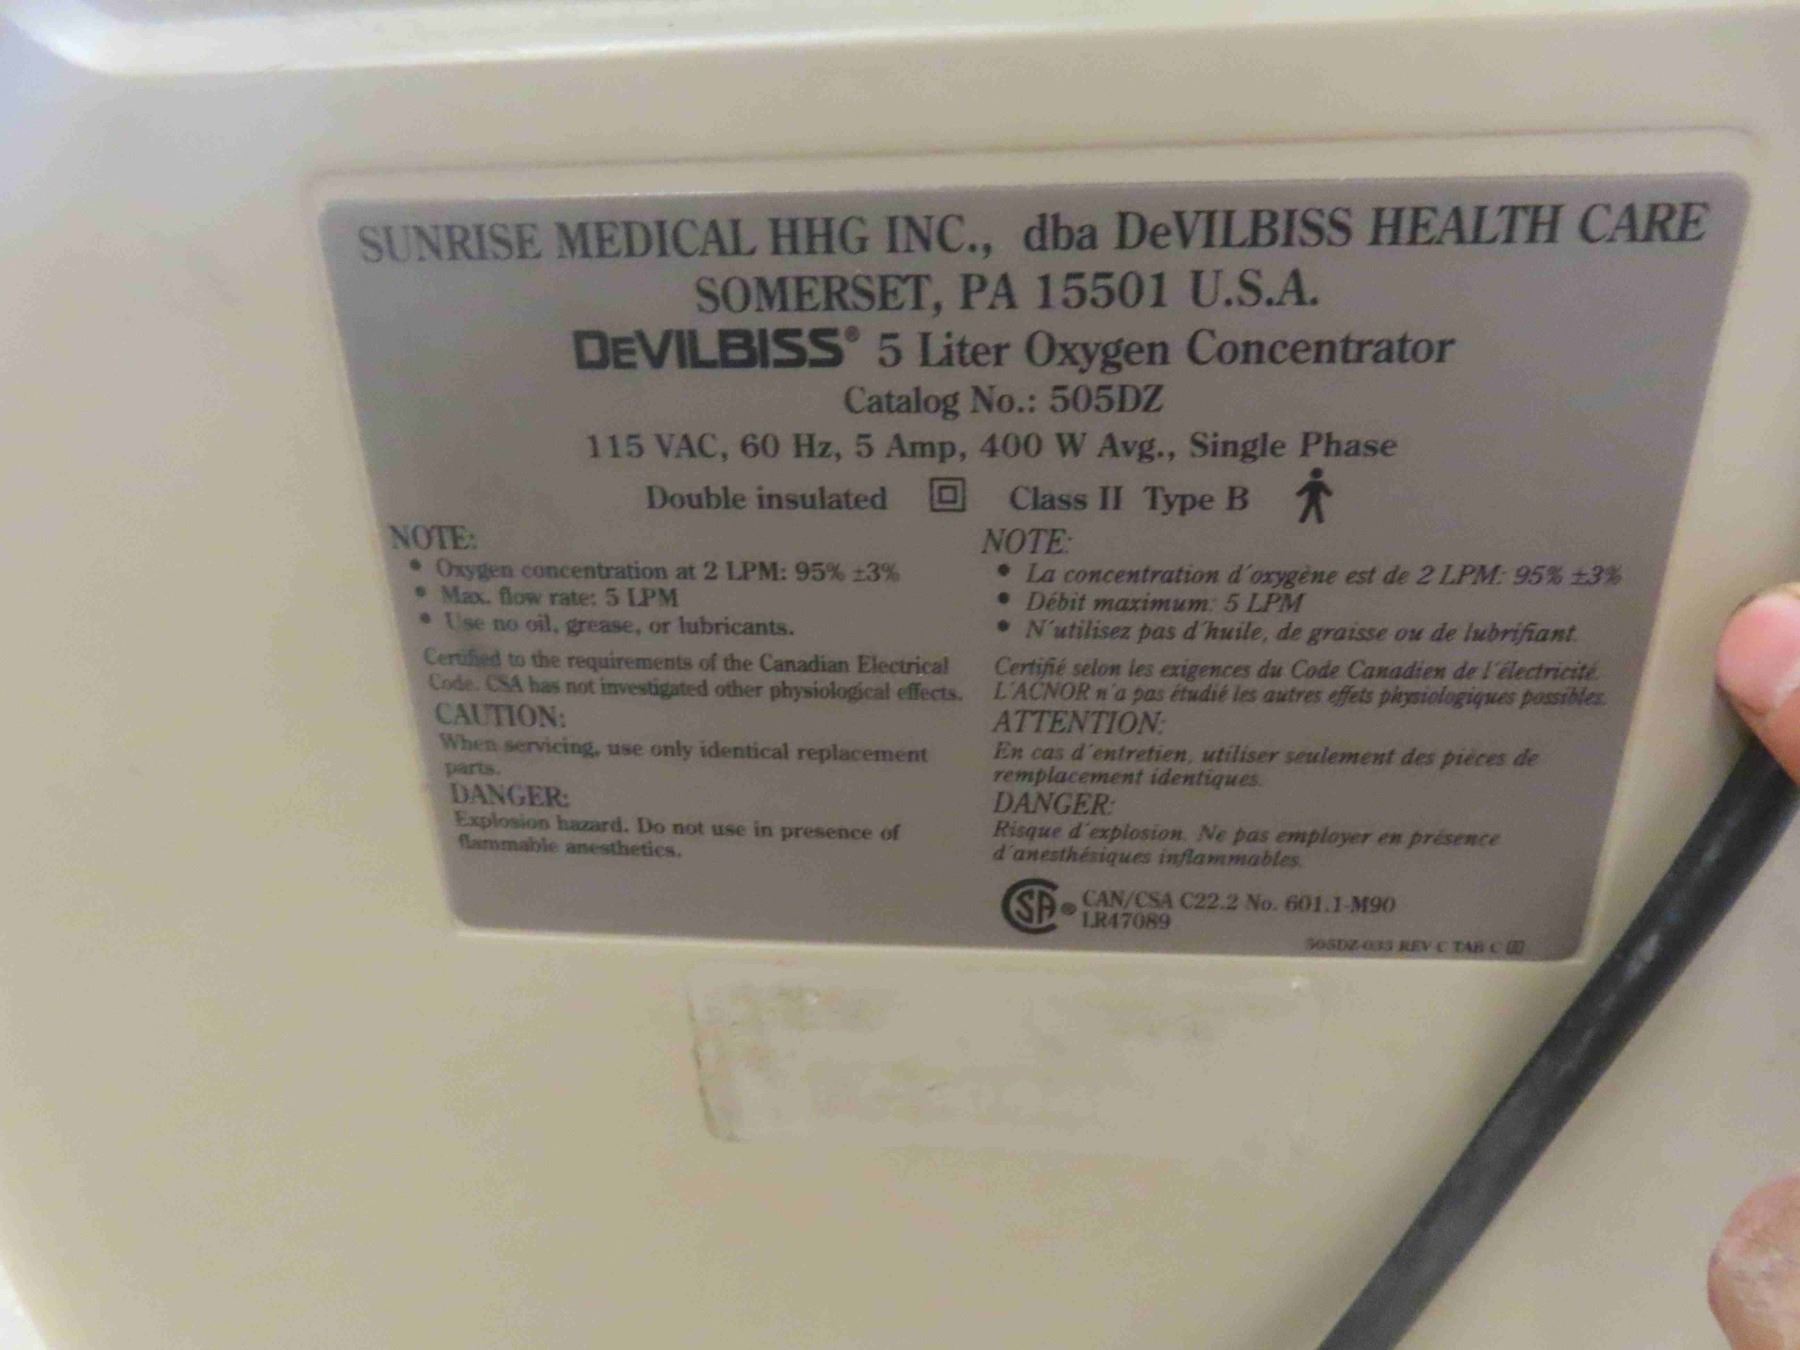 SUNRISE MEDICAL HHG INC., dba DeVILBISS HEALTH CARE
SOMERSET, PA 15501 U.S.A.
DEVILBISS® 5 Liter Oxygen Concentrator
Catalog No.: 505DZ
115 VAC, 60 Hz, 5 Amp, 400 W Avg., Single Phase
Double insulated Class II Type B
NOTE:
• Oxygen concentration at 2 LPM: 95% ±3%
• Max. flow rate: 5 LPM
• Use no oil, grease, or lubricants.
Certified to the requirements of the Canadian Electrical
Code. CSA has not investigated other physiological effects.
CAUTION:
When servicing, use only identical replacement
parts.
DANGER:
Explosion hazard. Do not use in presence of
flammable anesthetics.
NOTE:
• La concentration d'oxygène est de 2 LPM: 95% ±3%
• Débit maximum: 5 LPM
• N'utilisez pas d'huile, de graisse ou de lubrifiant.
Certifié selon les exigences du Code Canadien de l'électricité.
L'ACNOR n'a pas étudié les autres effets physiologiques possibles.
ATTENTION:
En cas d'entretien, utiliser seulement des pièces de
remplacement identiques.
DANGER:
Risque d'explosion. Ne pas employer en présence
d'anesthésiques inflammables.
CSA® CAN/CSA C22.2 No. 601.1-M90
LR47089
505DZ-035 REV C TAB C